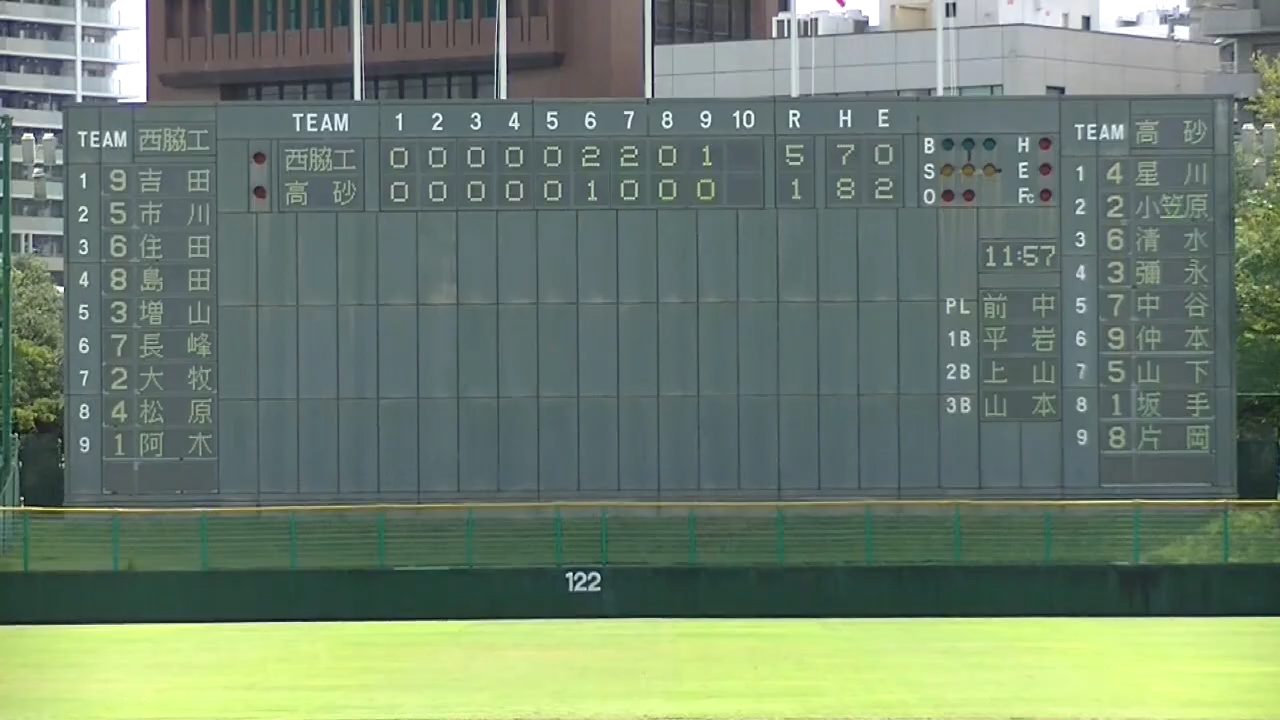 TEAM 西脇工
1 9 吉田
2 5 市川
3 6 住田
4 8 島田
5 3 増山
6 7 長峰
7 2 大牧
8 4 松原
9 1 阿木
TEAM 1 2 3 4 5 6 7 8 9 10 R H E
西脇工 0 0 0 0 0 2 2 0 1 5 7 0
高砂 0 0 0 0 0 1 0 0 0 1 8 2
B H
S E
O Fc
11:57
PL 前中
1B 平岩
2B 上山
3B 山本
TEAM 高砂
1 4 星川
2 2 小笠原
3 6 清水
4 3 彌永
5 7 中谷
6 9 仲本
7 5 山下
8 1 坂手
9 8 片岡
122